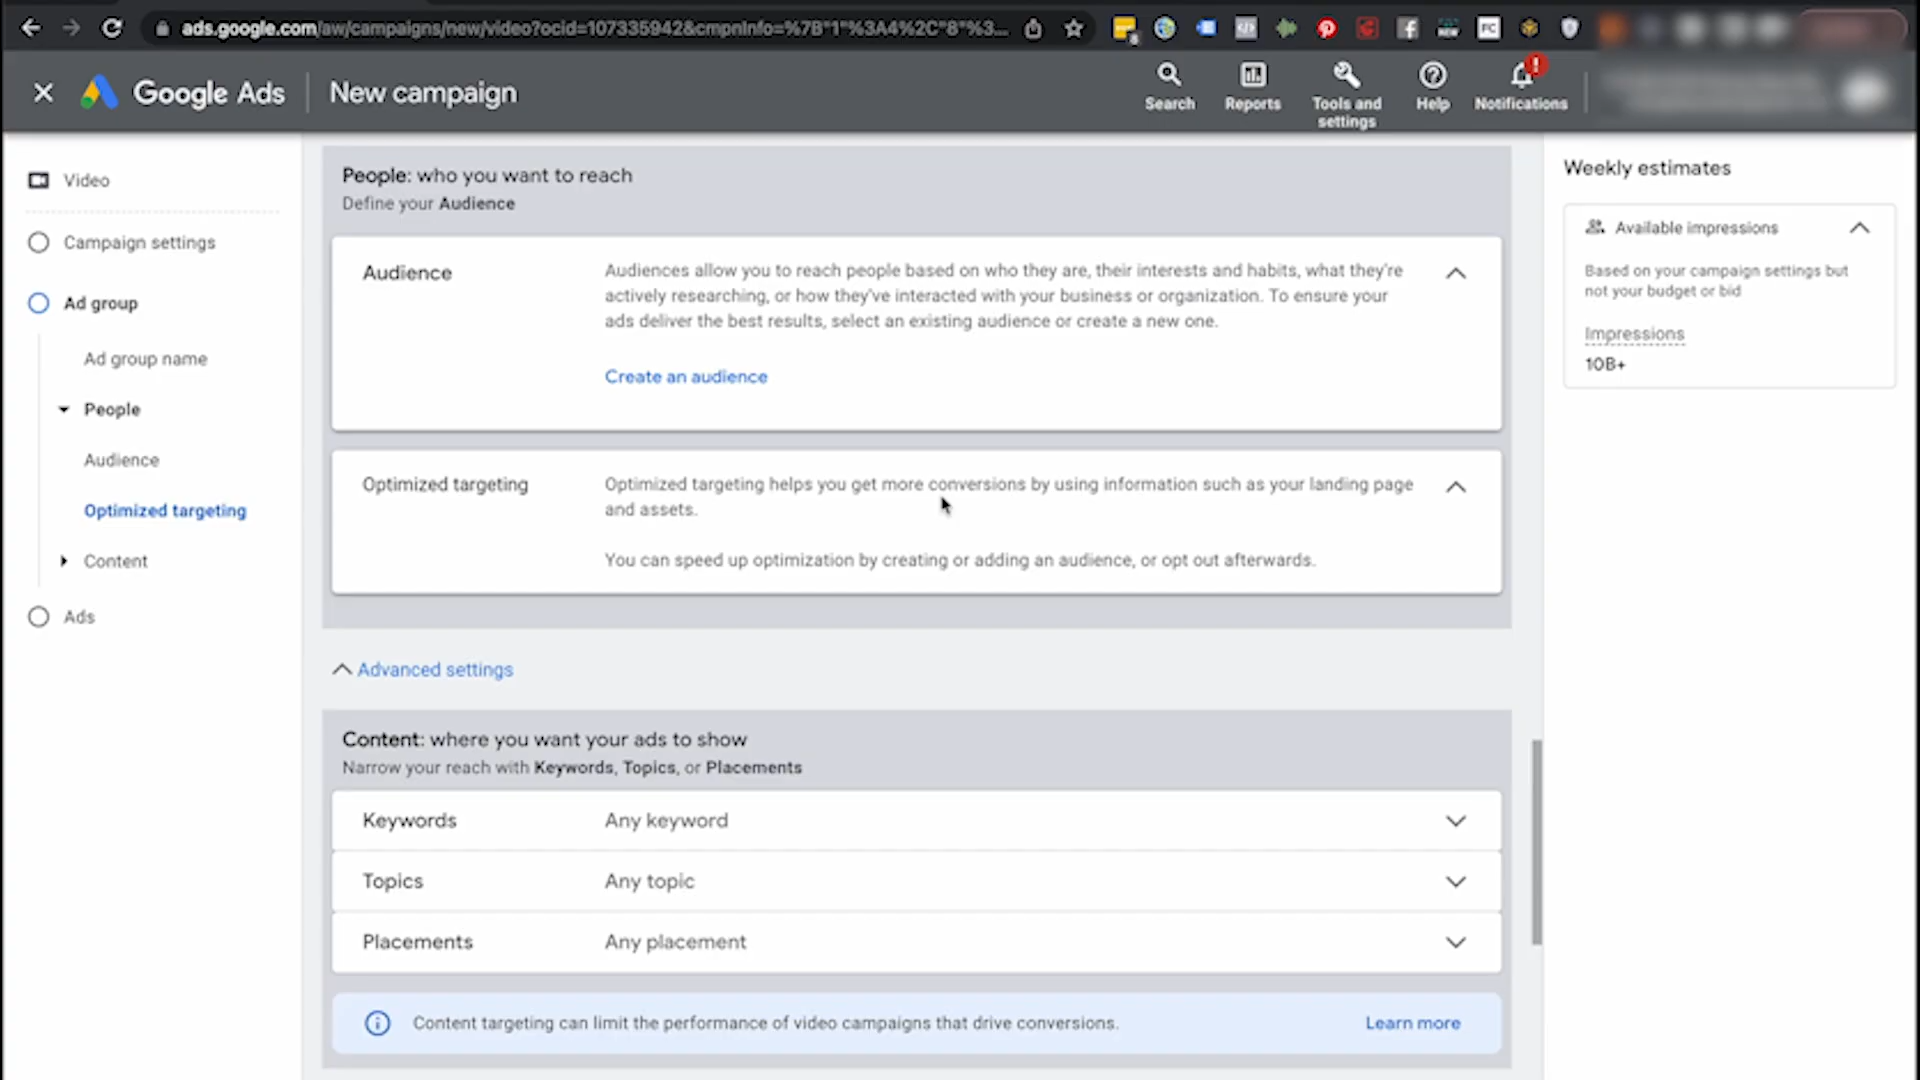 ads.google.com/aw/campaigns/new/video?ocid=107335942&cmpnInfo=%7B"1"%3A4%2C"8"%3...
Google Ads
New campaign
Search
Reports
Tools and
settings
Help
Notifications
Video
Campaign settings
Ad group
Ad group name
People
Audience
Optimized targeting
Content
Ads
People: who you want to reach
Define your Audience
Audience
Audiences allow you to reach people based on who they are, their interests and habits, what they're
actively researching, or how they've interacted with your business or organization. To ensure your
ads deliver the best results, select an existing audience or create a new one.
Create an audience
Optimized targeting
Optimized targeting helps you get more conversions by using information such as your landing page
and assets.
You can speed up optimization by creating or adding an audience, or opt out afterwards.
Advanced settings
Content: where you want your ads to show
Narrow your reach with Keywords, Topics, or Placements
Keywords
Any keyword
Topics
Any topic
Placements
Any placement
Content targeting can limit the performance of video campaigns that drive conversions.
Learn more
Weekly estimates
Available impressions
Based on your campaign settings but
not your budget or bid
Impressions
10B+